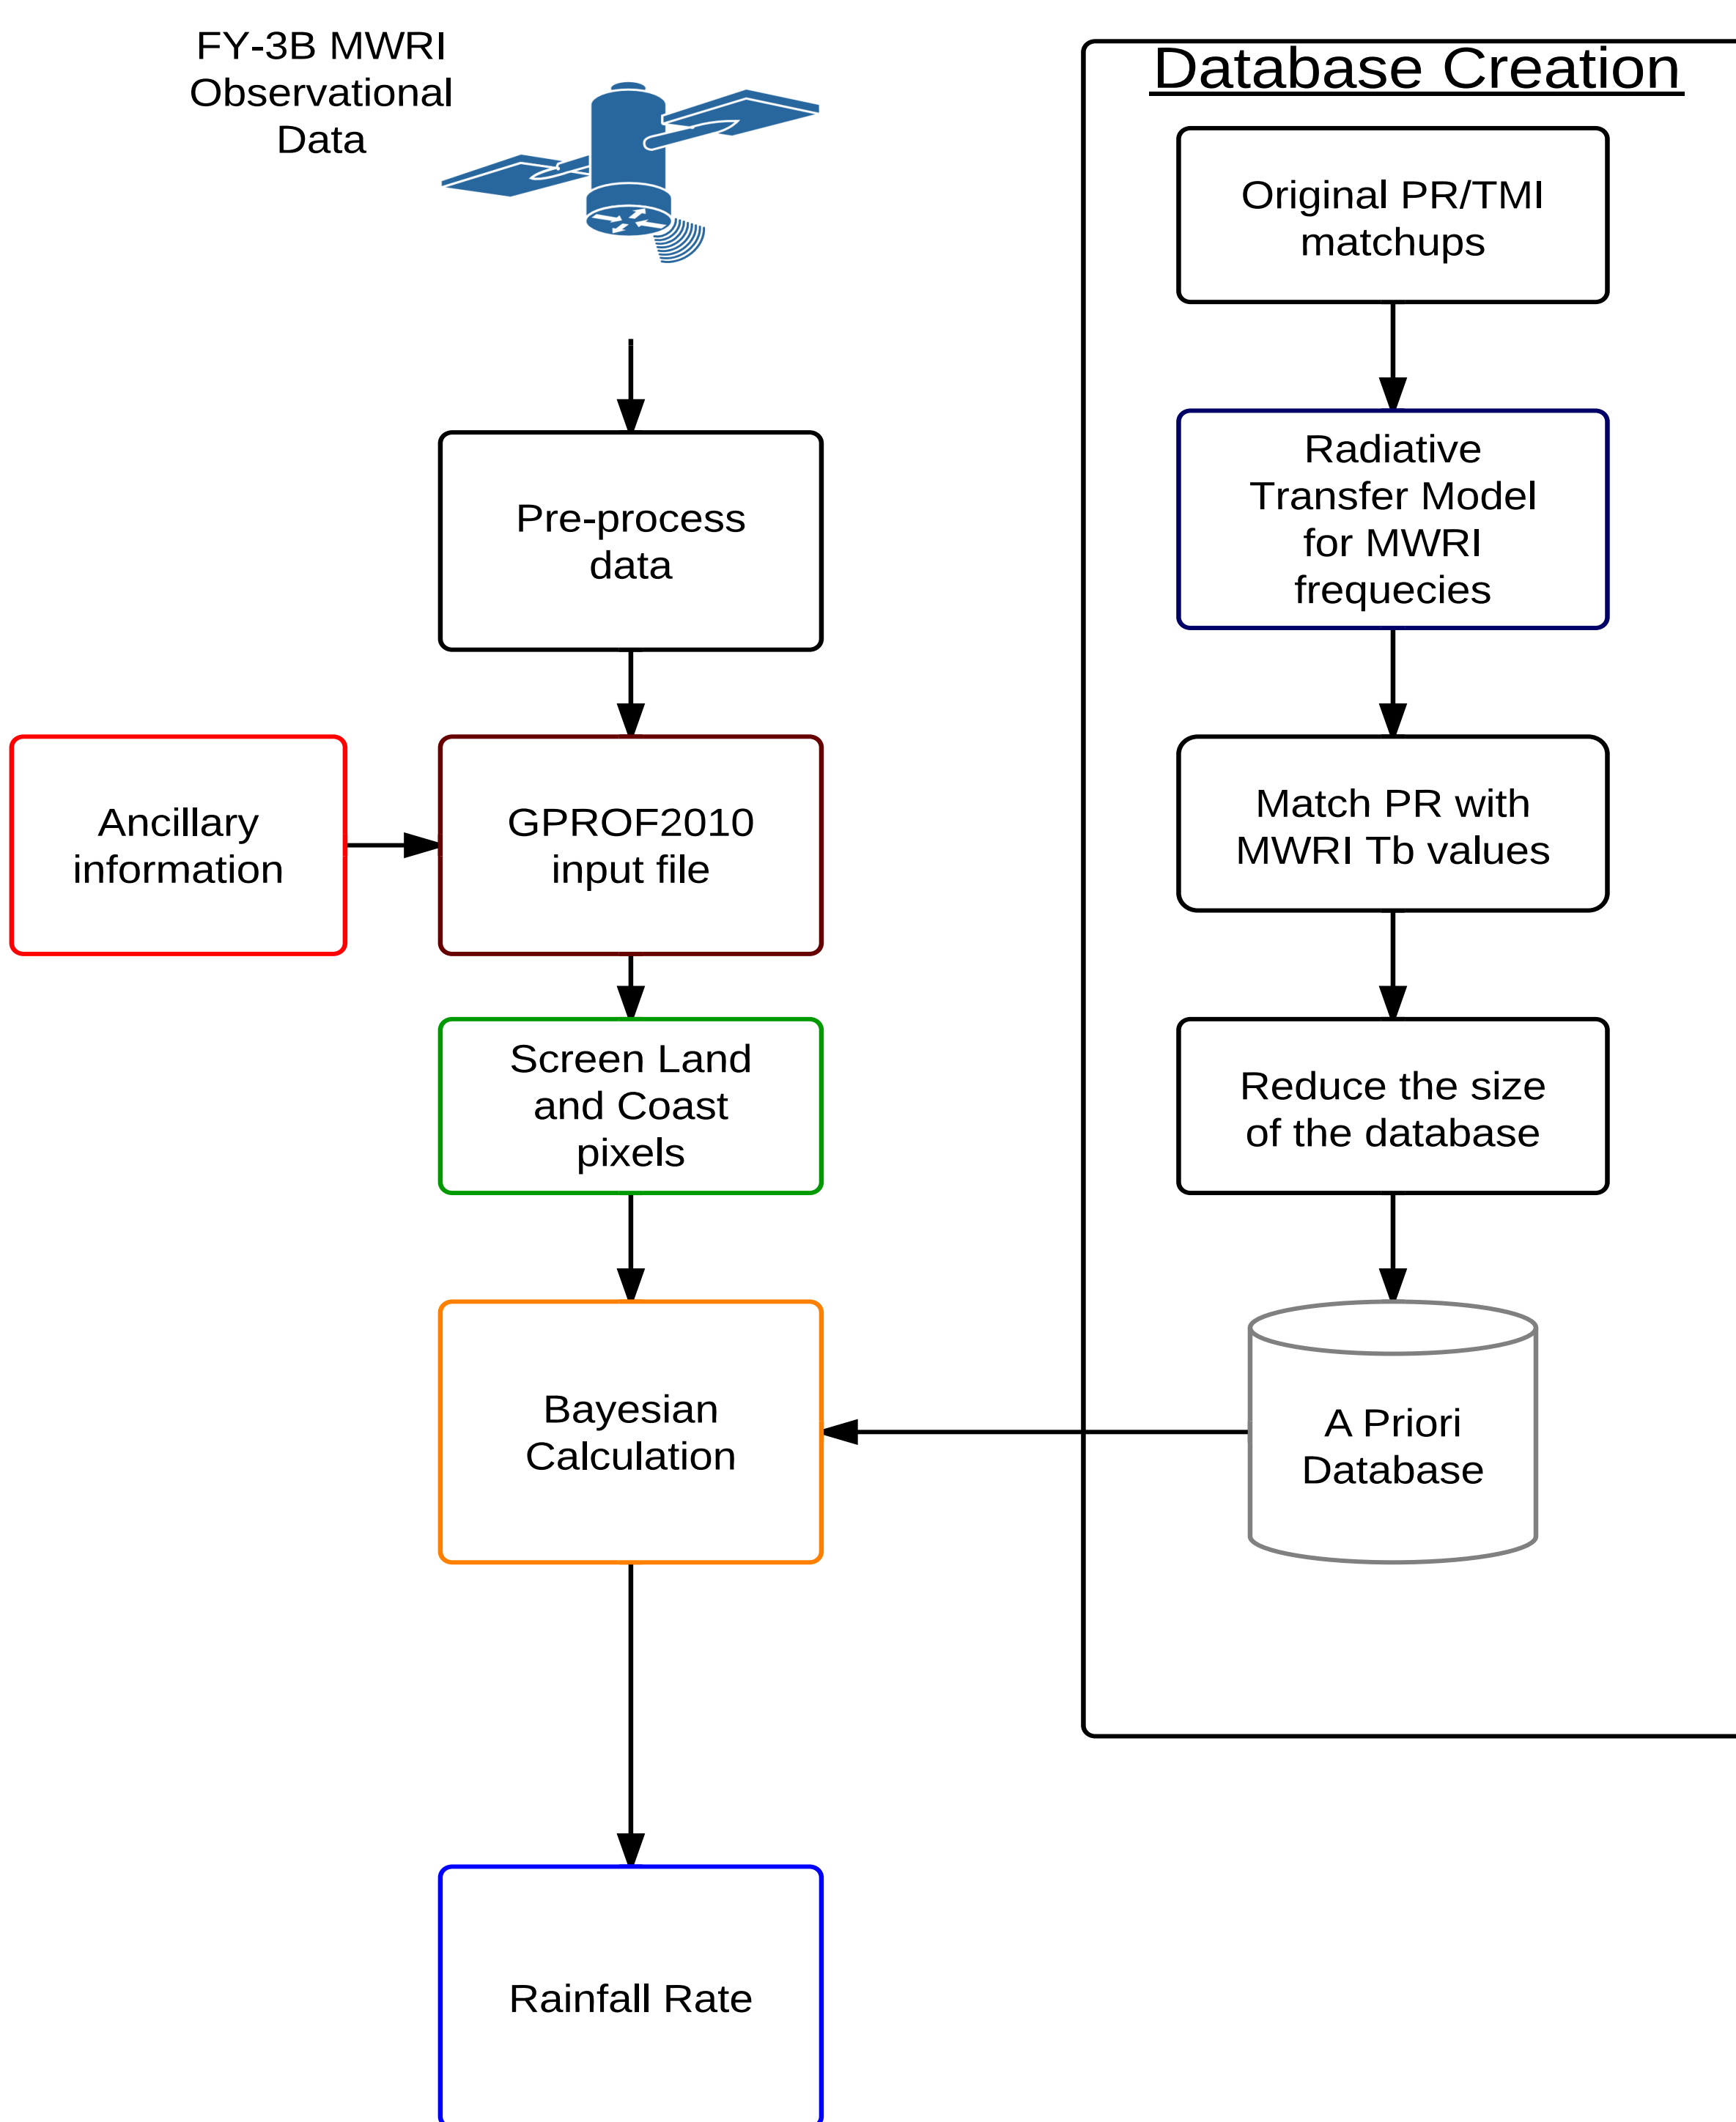 FY-3B MWRI
Observational
Data
Pre-process
data
Ancillary
information
GPROF2010
input file
Screen Land
and Coast
pixels
Bayesian
Calculation
Rainfall Rate
Database Creation
Original PR/TMI
matchups
Radiative
Transfer Model
for MWRI
frequecies
Match PR with
MWRI Tb values
Reduce the size
of the database
A Priori
Database